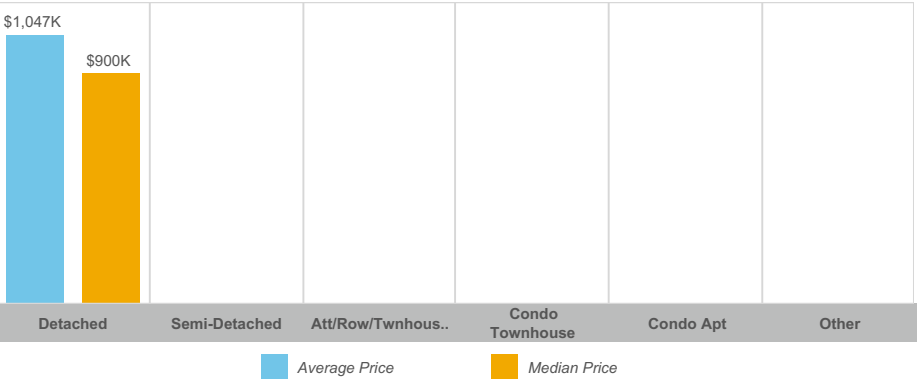 $1,047K
$900K
Detached
Semi-Detached
Att/Row/Twnhous..
Condo
Townhouse
Condo Apt
Other
Average Price
Median Price